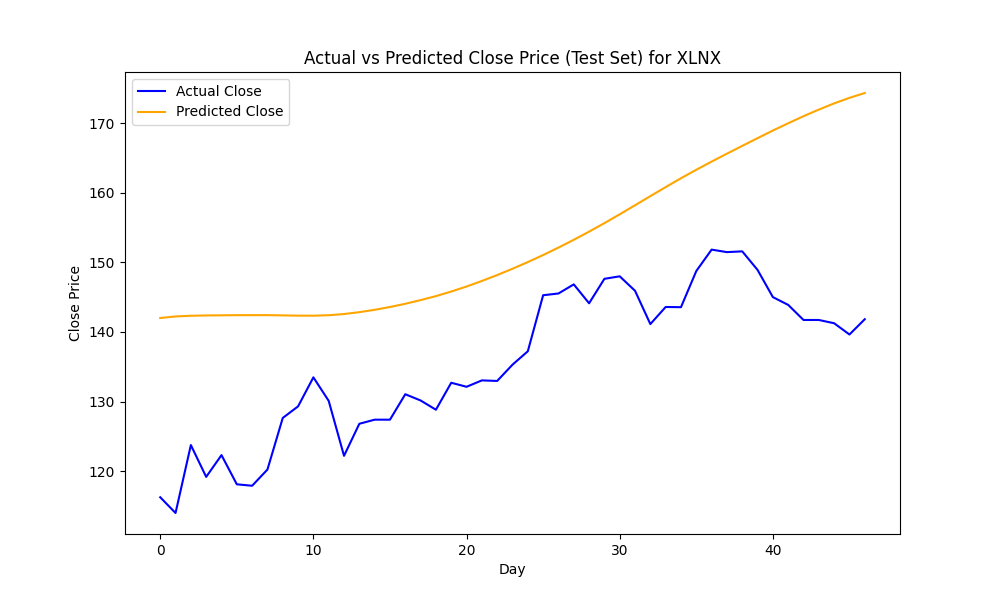 Actual vs Predicted Close Price (Test Set) for XLNX
Actual Close
Predicted Close
Close Price
170
160
150
140
130
120
0 10 20 30 40
Day